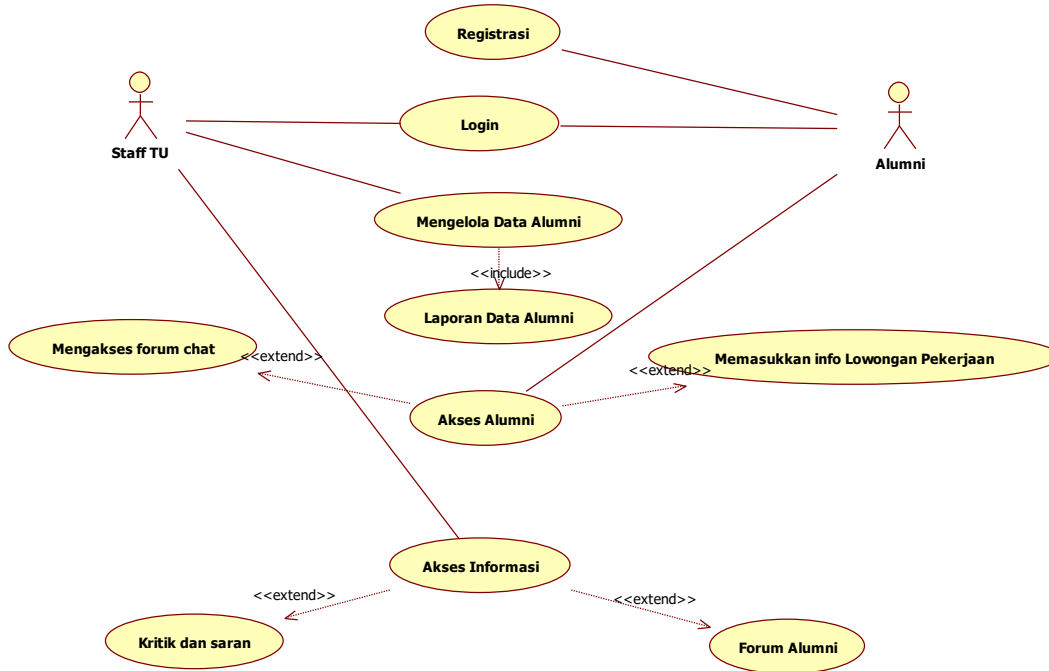 Registrasi
Login
Staff TU
Alumni
Mengelola Data Alumni
<<include>>
Laporan Data Alumni
Mengakses forum chat
<<extend>>
Memasukkan info Lowongan Pekerjaan
<<extend>>
Akses Alumni
Akses Informasi
<<extend>>
<<extend>>
Kritik dan saran
Forum Alumni